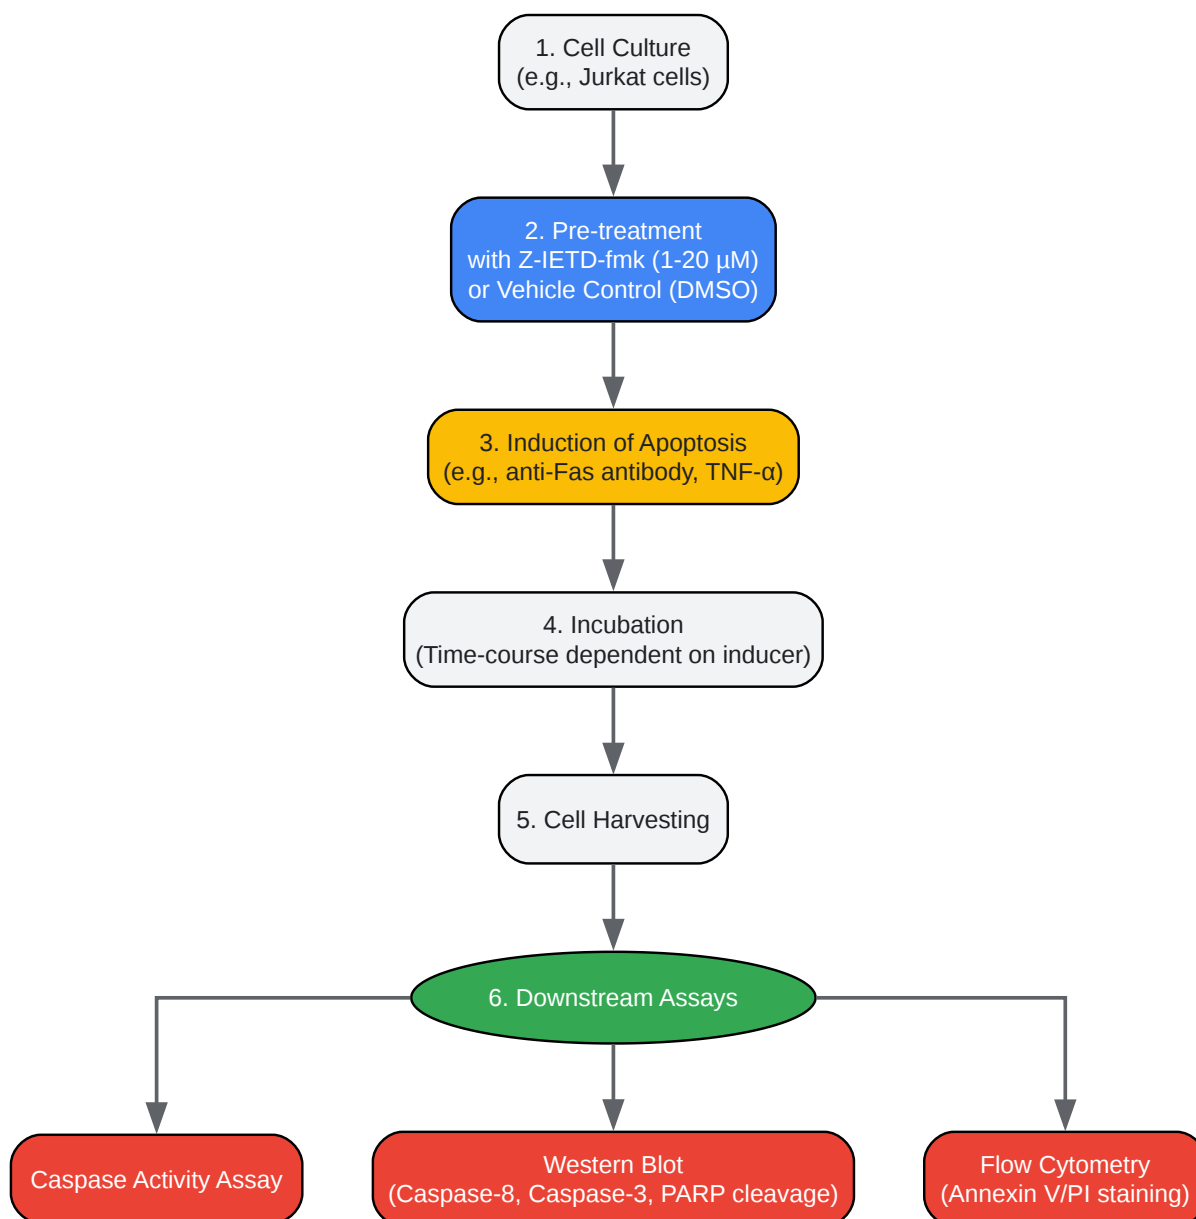 1. Cell Culture
(e.g., Jurkat cells)
2. Pre-treatment
with Z-IETD-fmk (1-20 µM)
or Vehicle Control (DMSO)
3. Induction of Apoptosis
(e.g., anti-Fas antibody, TNF-α)
4. Incubation
(Time-course dependent on inducer)
5. Cell Harvesting
6. Downstream Assays
Caspase Activity Assay
Western Blot
(Caspase-8, Caspase-3, PARP cleavage)
Flow Cytometry
(Annexin V/PI staining)